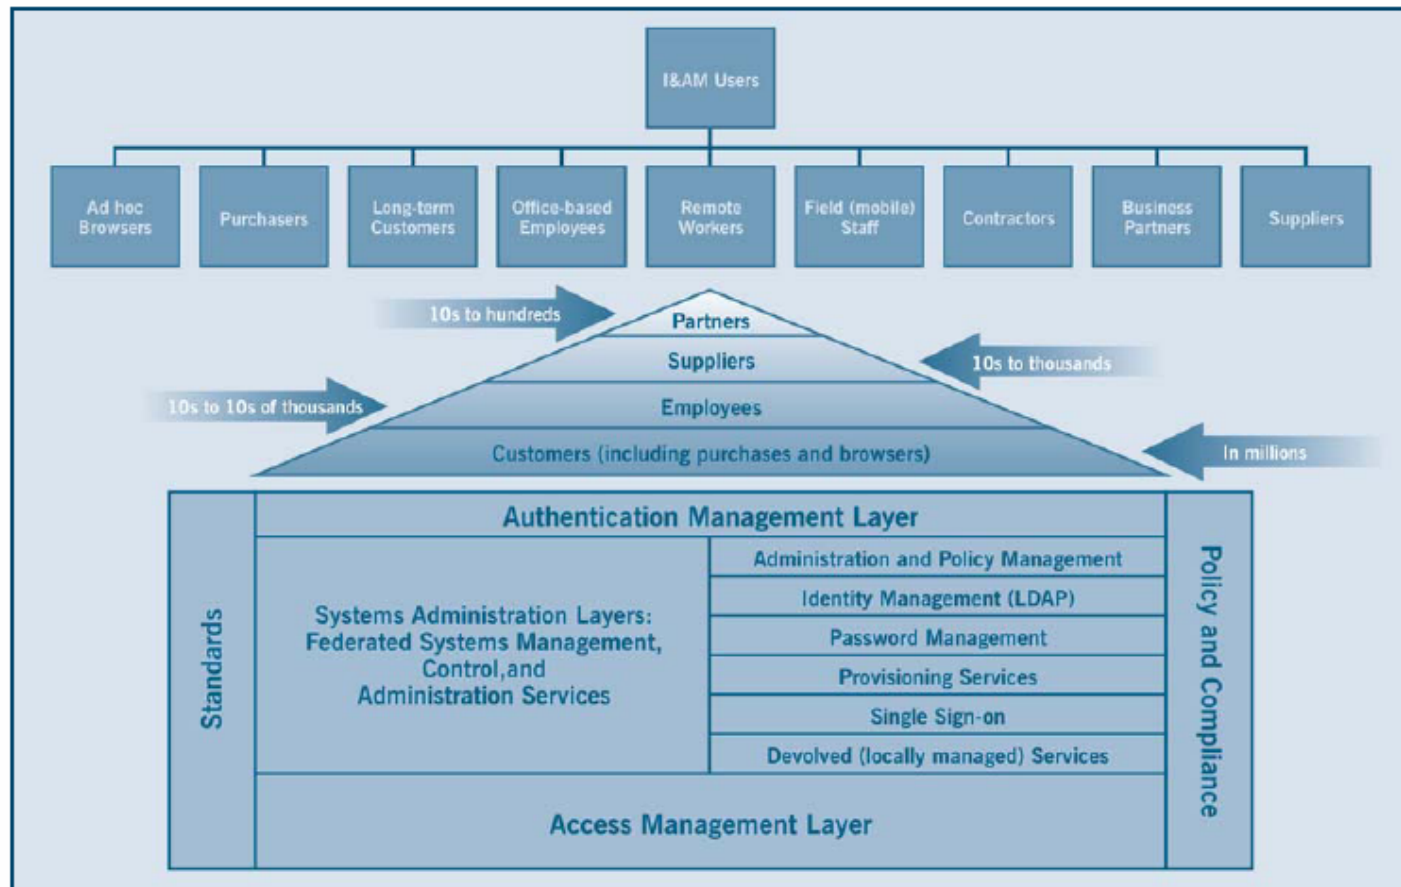 I&AM Users
Ad hoc
Browsers
Purchasers
Long-term
Customers
Office-based
Employees
Remote
Workers
Field (mobile)
Staff
Contractors
Business
Partners
Suppliers
10s to hundreds
Partners
Suppliers
10s to thousands
10s to 10s of thousands
Employees
Customers (including purchases and browsers)
In millions
Standards
Authentication Management Layer
Systems Administration Layers:
Federated Systems Management,
Control,and
Administration Services
Administration and Policy Management
Identity Management (LDAP)
Password Management
Provisioning Services
Single Sign-on
Devolved (locally managed) Services
Access Management Layer
Policy and Compliance